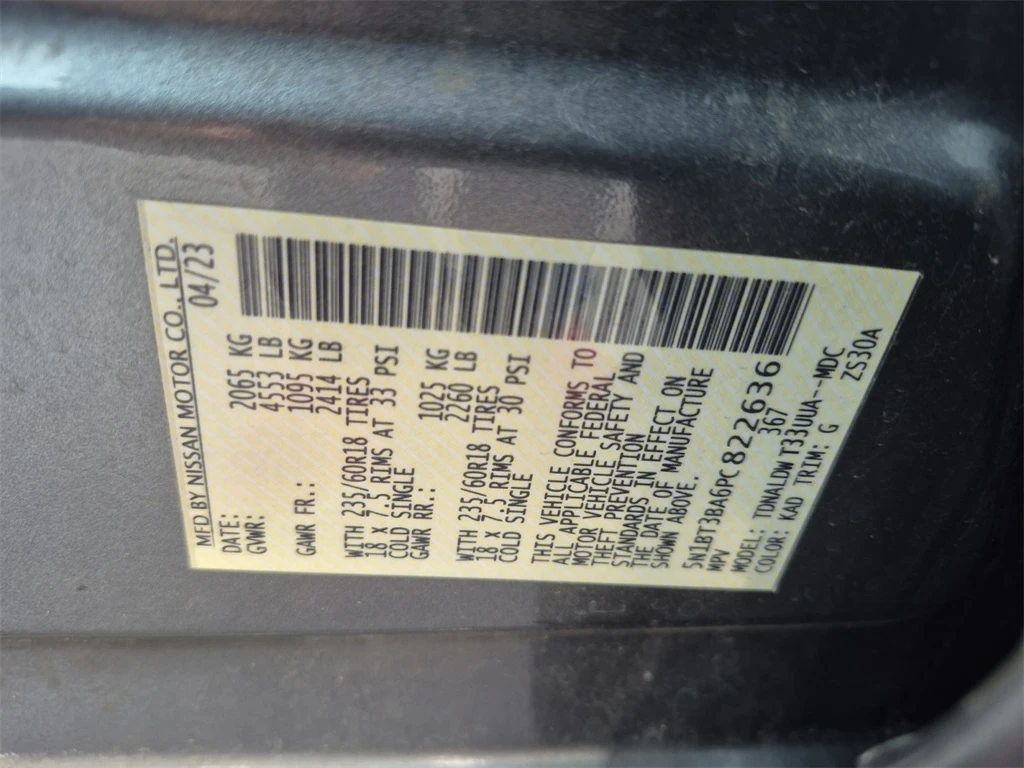 MFD BY NISSAN MOTOR CO., LTD.
DATE: 04/23
GVWR: 2065 KG
4553 LB
GAWR FR.: 1095 KG
2414 LB
WITH 235/60R18 TIRES
18 X 7.5 RIMS AT 33 PSI
COLD SINGLE
GAWR RR.: 1025 KG
2260 LB
WITH 235/60R18 TIRES
18 X 7.5 RIMS AT 30 PSI
COLD SINGLE
THIS VEHICLE CONFORMS TO
ALL APPLICABLE FEDERAL
MOTOR VEHICLE SAFETY AND
THEFT PREVENTION
STANDARDS IN EFFECT ON
THE DATE OF MANUFACTURE
SHOWN ABOVE.
5N1BT3BA6PC822636
MPV 367
MODEL: TDNALDW T33UUA--MDC
COLOR: KAD TRIM: G ZS30A